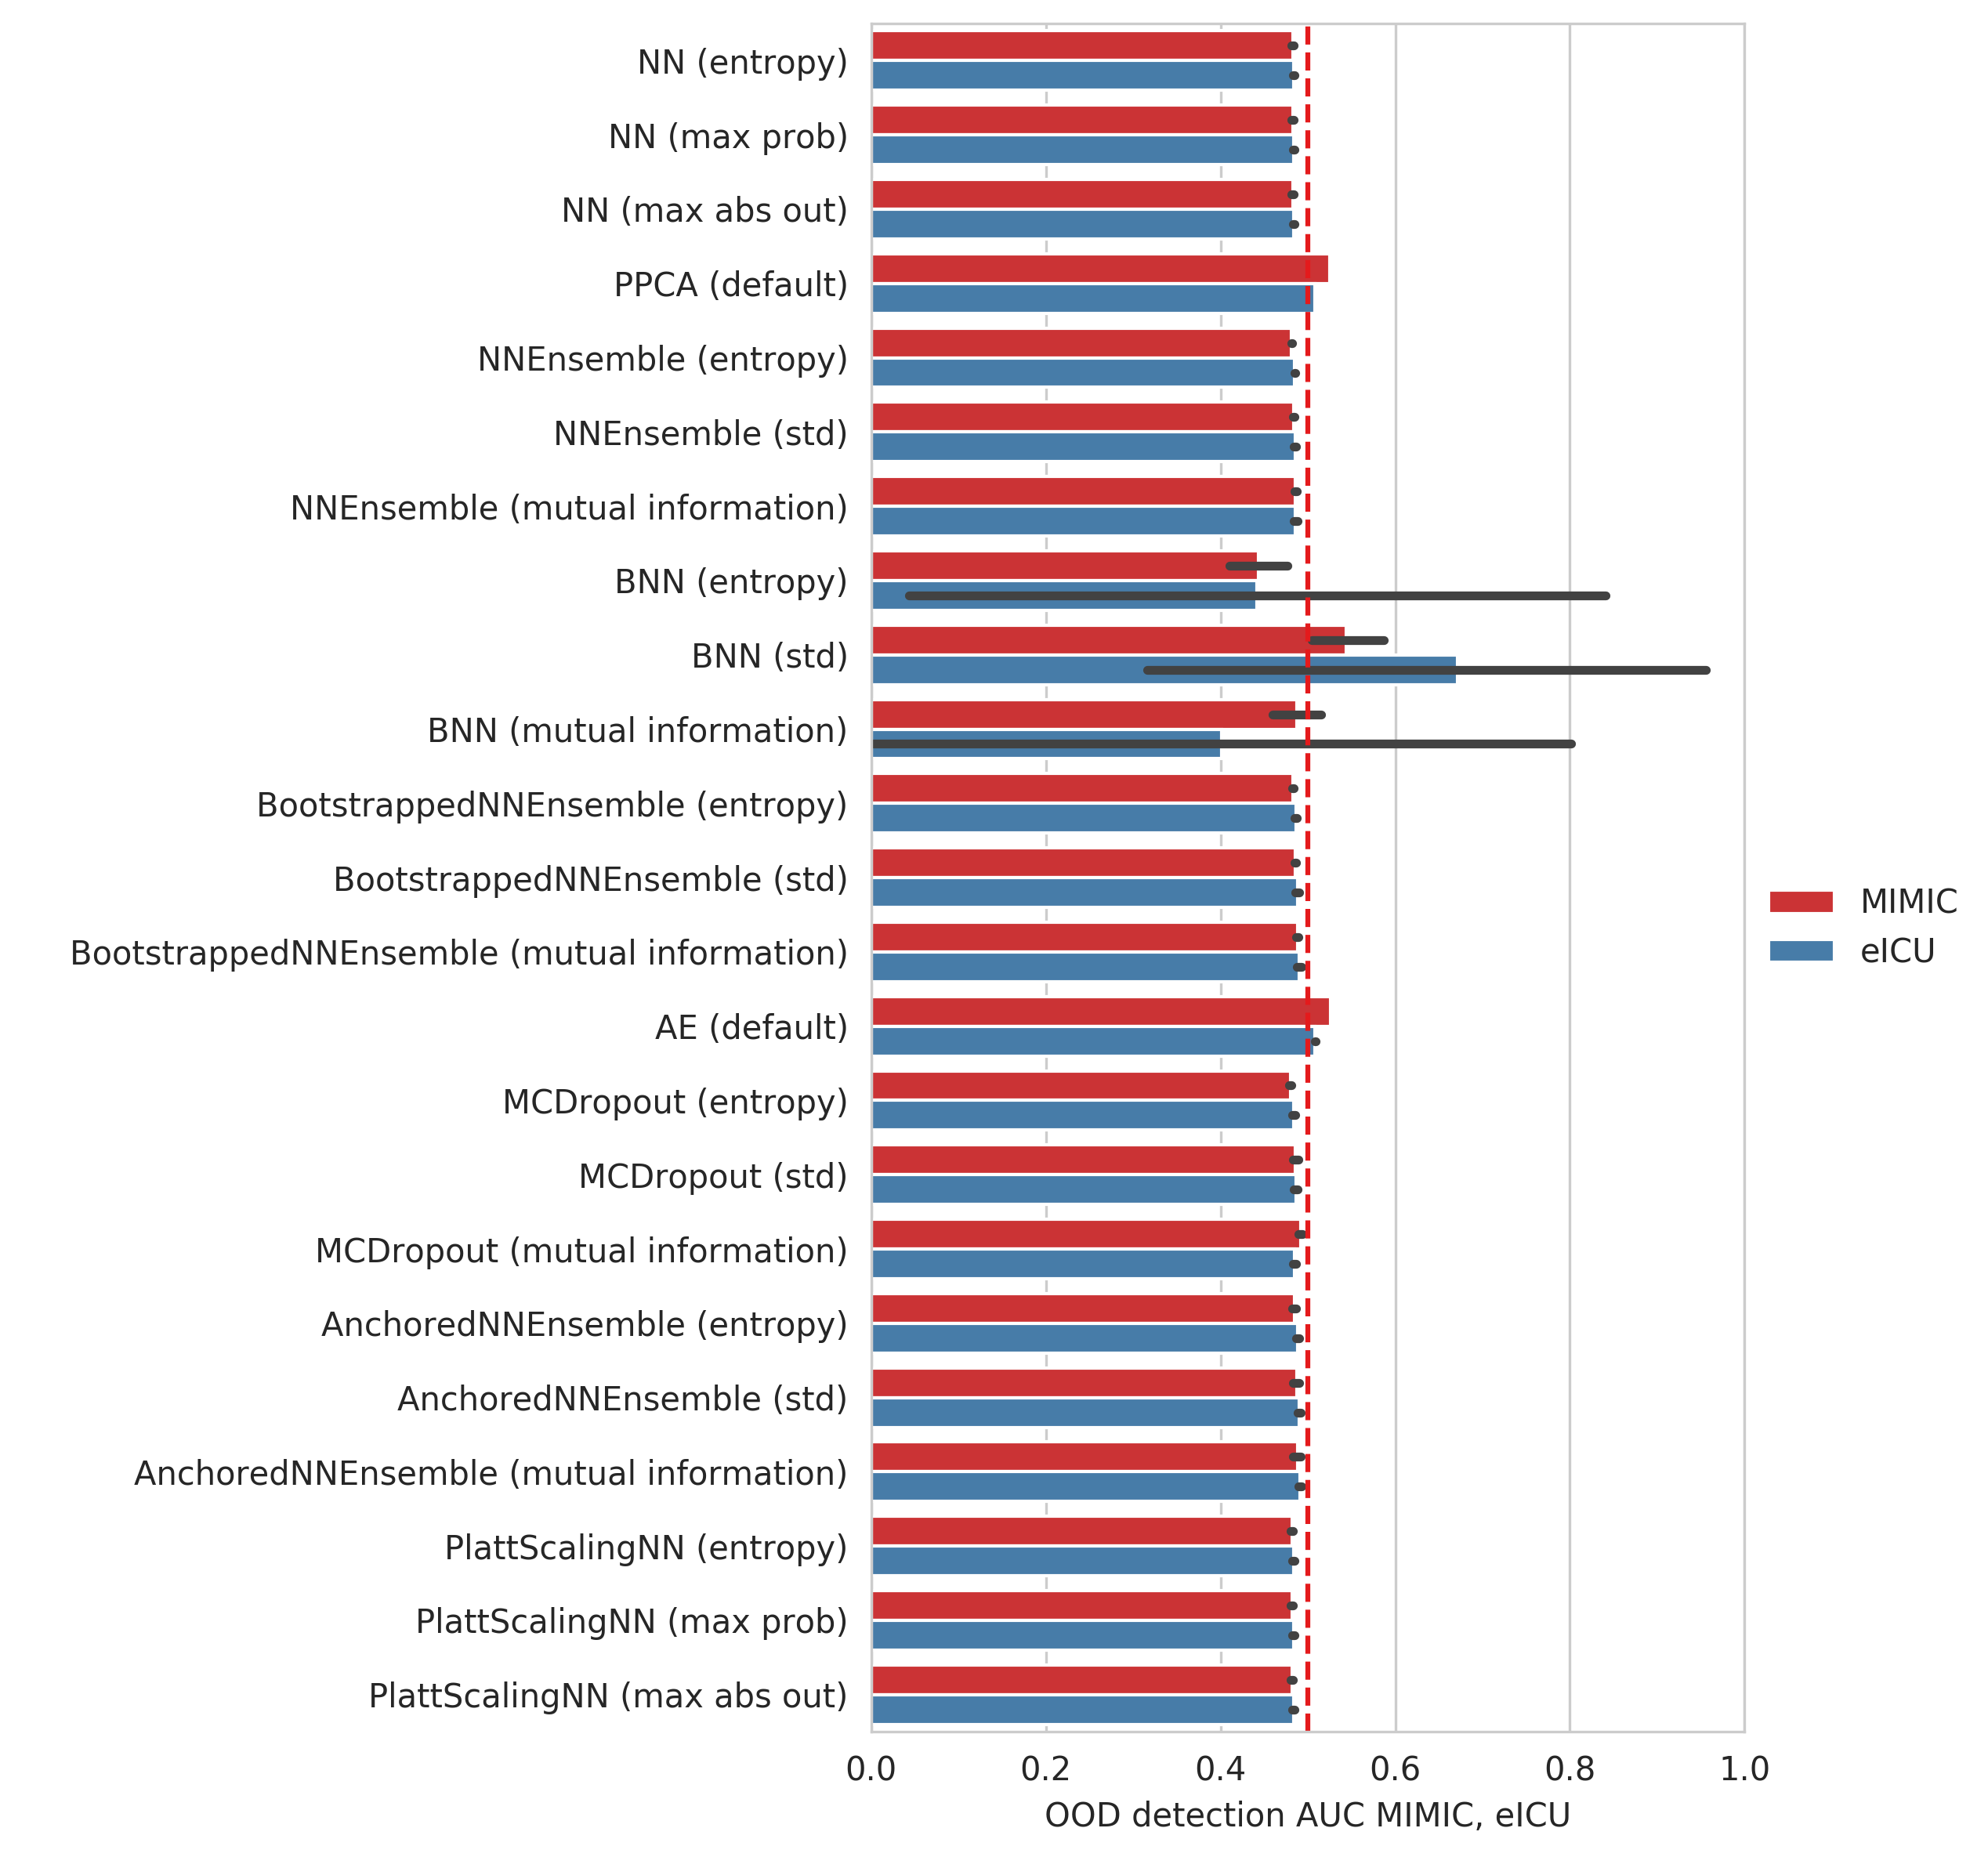 NN (entropy)
NN (max prob)
NN (max abs out)
PPCA (default)
NNEnsemble (entropy)
NNEnsemble (std)
NNEnsemble (mutual information)
BNN (entropy)
BNN (std)
BNN (mutual information)
BootstrappedNNEnsemble (entropy)
BootstrappedNNEnsemble (std)
BootstrappedNNEnsemble (mutual information)
AE (default)
MCDropout (entropy)
MCDropout (std)
MCDropout (mutual information)
AnchoredNNEnsemble (entropy)
AnchoredNNEnsemble (std)
AnchoredNNEnsemble (mutual information)
PlattScalingNN (entropy)
PlattScalingNN (max prob)
PlattScalingNN (max abs out)
0.0 0.2 0.4 0.6 0.8 1.0
OOD detection AUC MIMIC, eICU
MIMIC
eICU